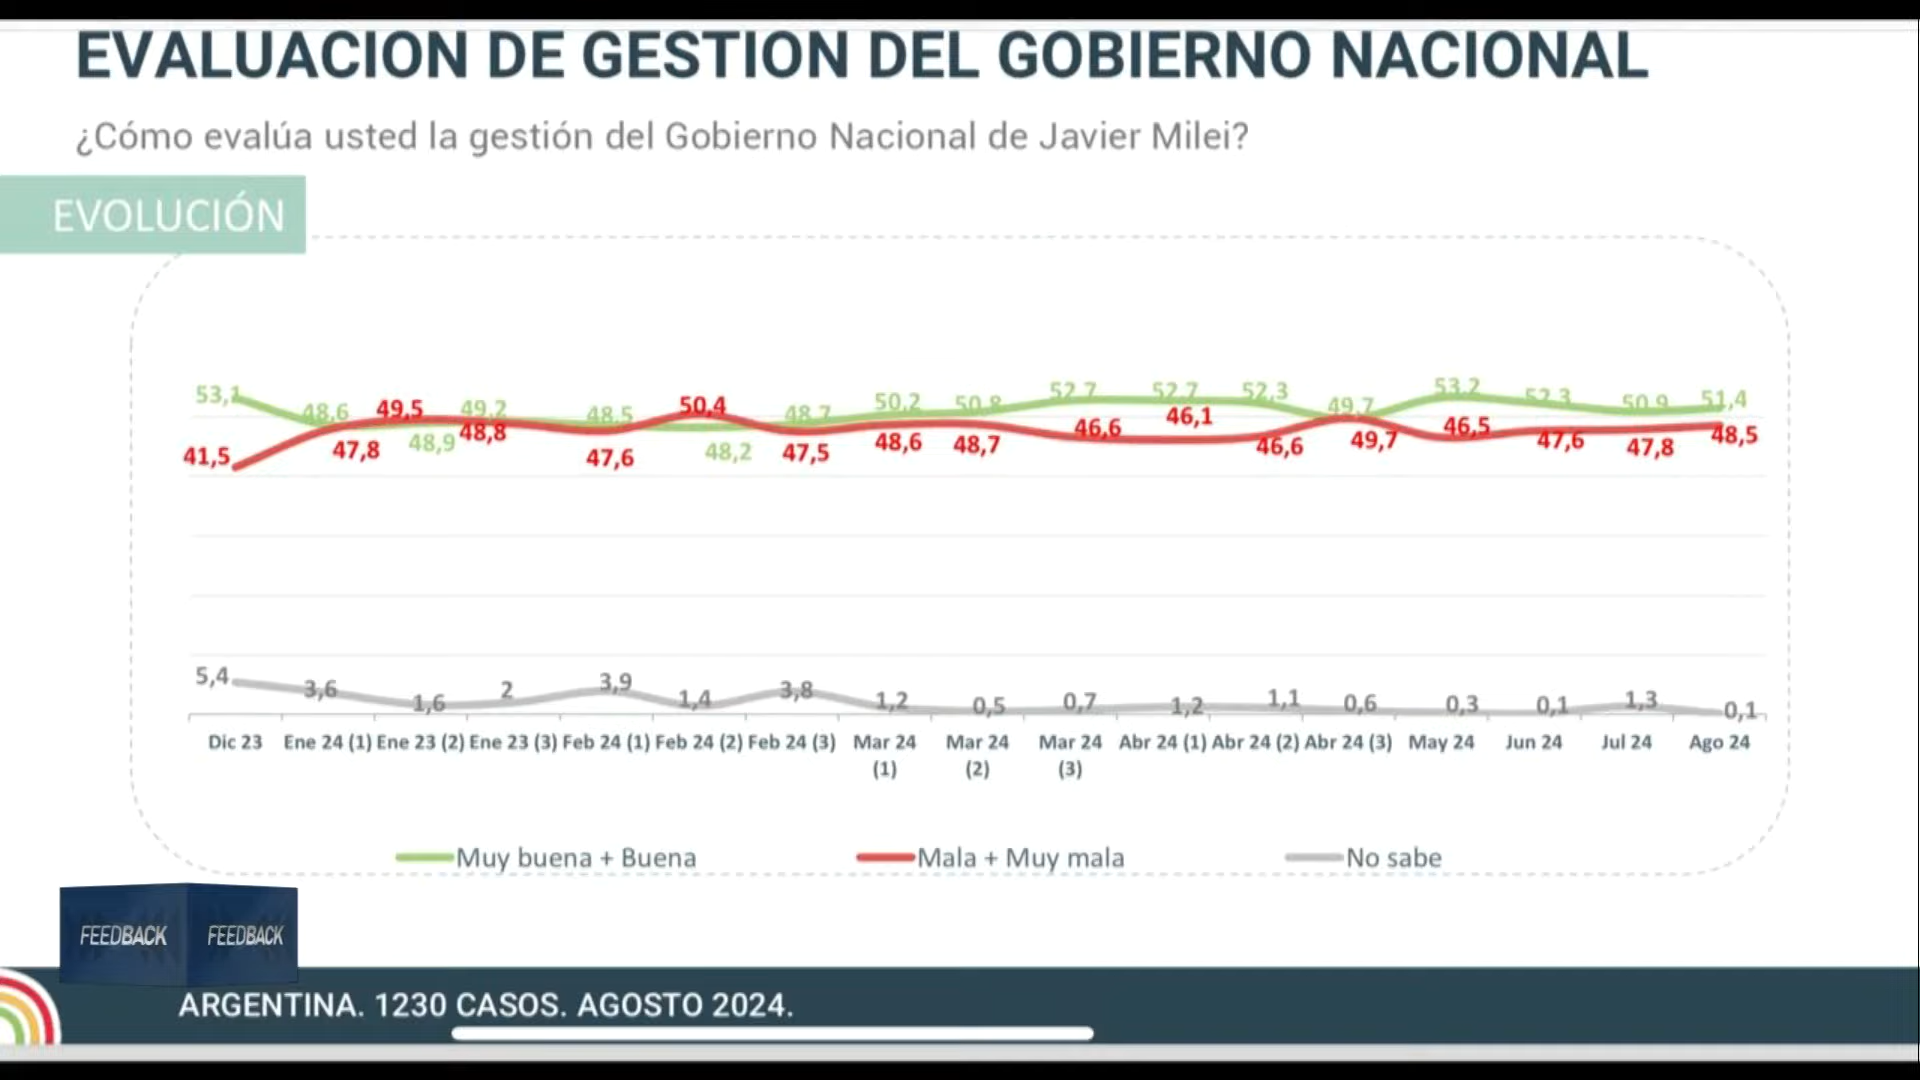 EVALUACION DE GESTION DEL GOBIERNO NACIONAL
¿Cómo evalúa usted la gestión del Gobierno Nacional de Javier Milei?
EVOLUCIÓN
53,1 48,6 48,9 49,2 48,5 48,2 48,7 50,2 50,8 52,7 52,7 52,3 49,7 53,2 52,3 50,9 51,4
41,5 47,8 49,5 48,8 47,6 50,4 47,5 48,6 48,7 46,6 46,1 46,6 49,7 46,5 47,6 47,8 48,5
5,4 3,6 1,6 2 3,9 1,4 3,8 1,2 0,5 0,7 1,2 1,1 0,6 0,3 0,1 1,3 0,1
Dic 23 Ene 24 (1) Ene 23 (2) Ene 23 (3) Feb 24 (1) Feb 24 (2) Feb 24 (3) Mar 24 (1) Mar 24 (2) Mar 24 (3) Abr 24 (1) Abr 24 (2) Abr 24 (3) May 24 Jun 24 Jul 24 Ago 24
Muy buena + Buena Mala + Muy mala No sabe
FEEDBACK FEEDBACK
ARGENTINA. 1230 CASOS. AGOSTO 2024.